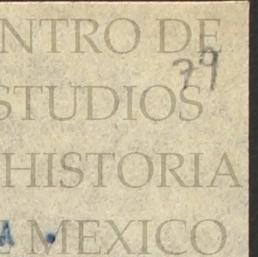 NTRO DE
79
STUDIOS
HISTORIA
A.
E MEXICO